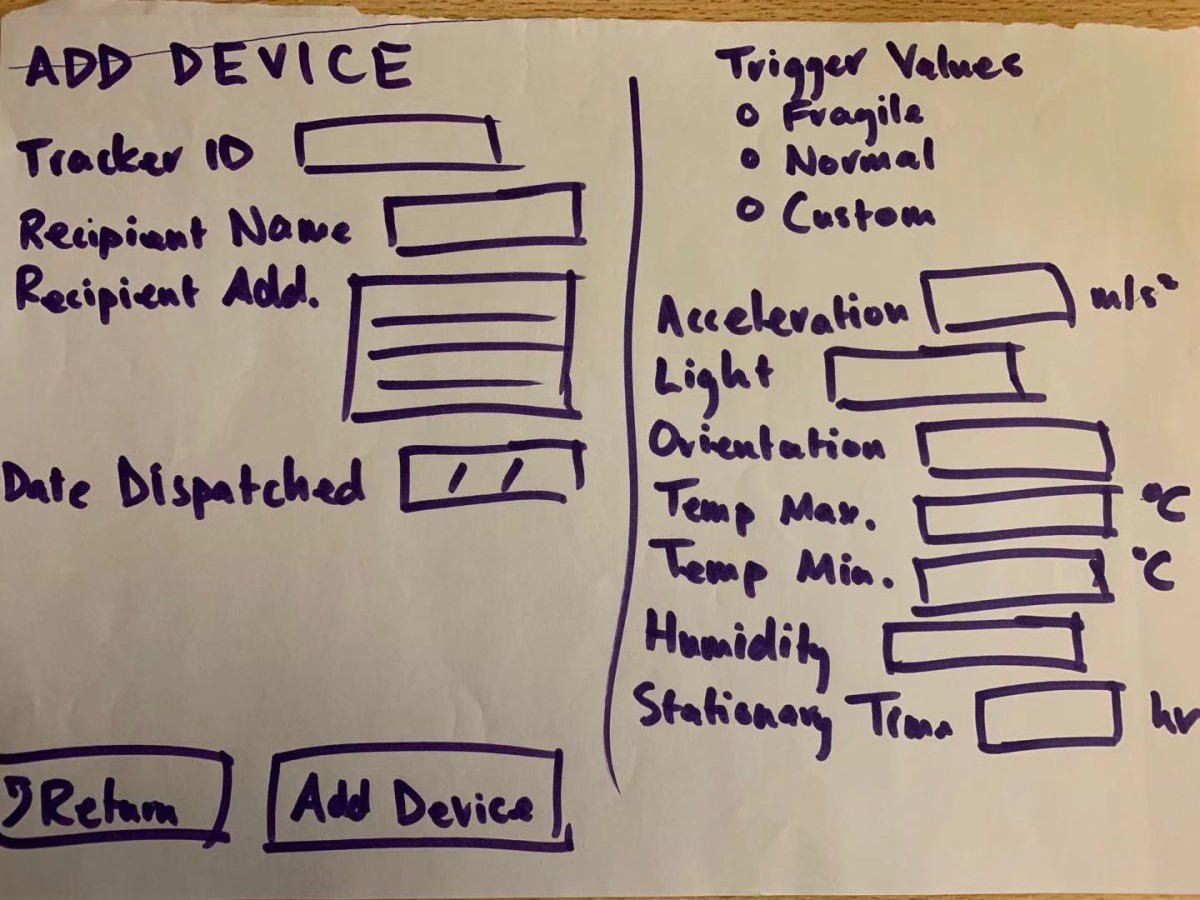 ADD DEVICE
Tracker ID
Recipient Name
Recipient Add.
Date Dispatched / /
Return
Add Device
Trigger Values
Fragile
Normal
Custom
Acceleration m/s²
Light
Orientation
Temp Max. °C
Temp Min. °C
Humidity
Stationary Time hr